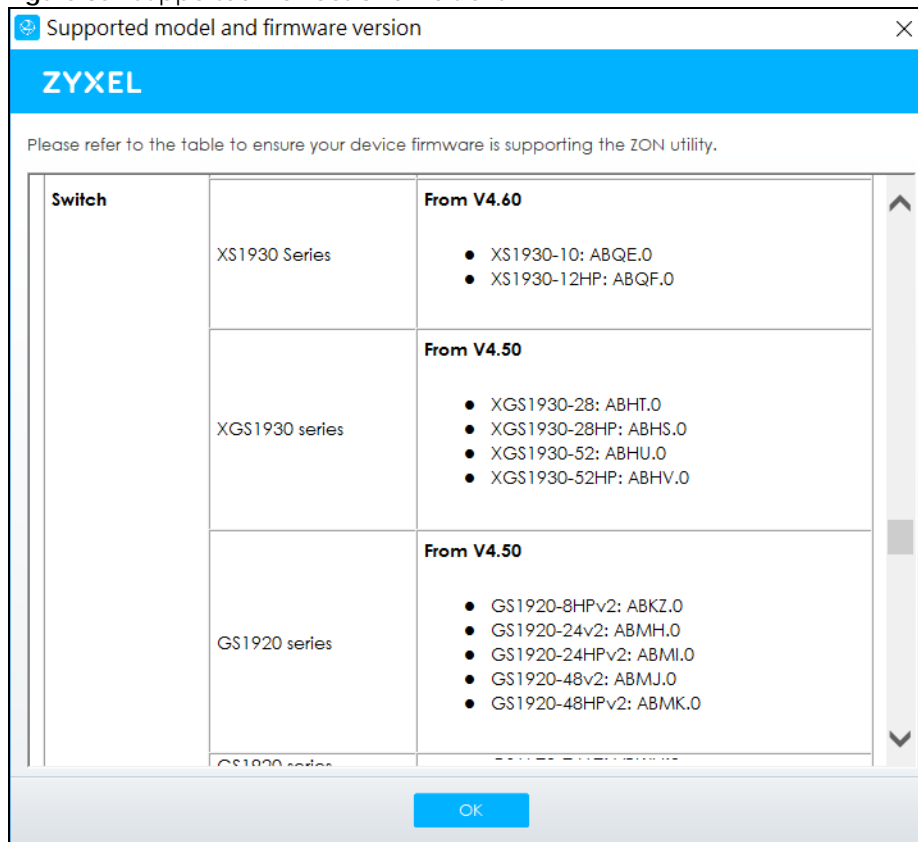 Supported model and firmware version
ZYXEL
Please refer to the table to ensure your device firmware is supporting the ZON utility.
Switch
XS1930 Series
From V4.60
● XS1930-10: ABQE.0
● XS1930-12HP: ABQF.0
XGS1930 series
From V4.50
● XGS1930-28: ABHT.0
● XGS1930-28HP: ABHS.0
● XGS1930-52: ABHU.0
● XGS1930-52HP: ABHV.0
GS1920 series
From V4.50
● GS1920-8HPv2: ABKZ.0
● GS1920-24v2: ABMH.0
● GS1920-24HPv2: ABMI.0
● GS1920-48v2: ABMJ.0
● GS1920-48HPv2: ABMK.0
GS1920 series
OK